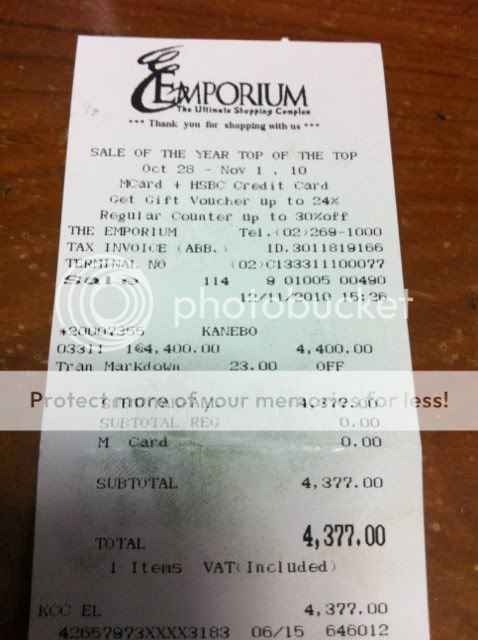 EMPORIUM
The Ultimate Shopping Complex
*** Thank you for shopping with us ***
SALE OF THE YEAR TOP OF THE TOP
Oct 28 - Nov 1 , 10
MCard + HSBC Credit Card
Get Gift Voucher up to 24%
Regular Counter up to 30%off
THE EMPORIUM Tel.(02)269-1000
TAX INVOICE (ABB.) ID.3011819166
TERMINAL NO (02)C133311100077
Sale 114 9 01005 00490
12/11/2010 15:26
photobucket
KANEBO
03311 1@4,400.00 4,400.00
Tran Markdown 23.00 OFF
Protect more of your memories for less!
4,377.00
SUBTOTAL REG 0.00
M Card 0.00
SUBTOTAL 4,377.00
TOTAL 4,377.00
1 Items VAT(Included)
KCC EL 4,377.00
42657973XXXX3183 06/15 646012